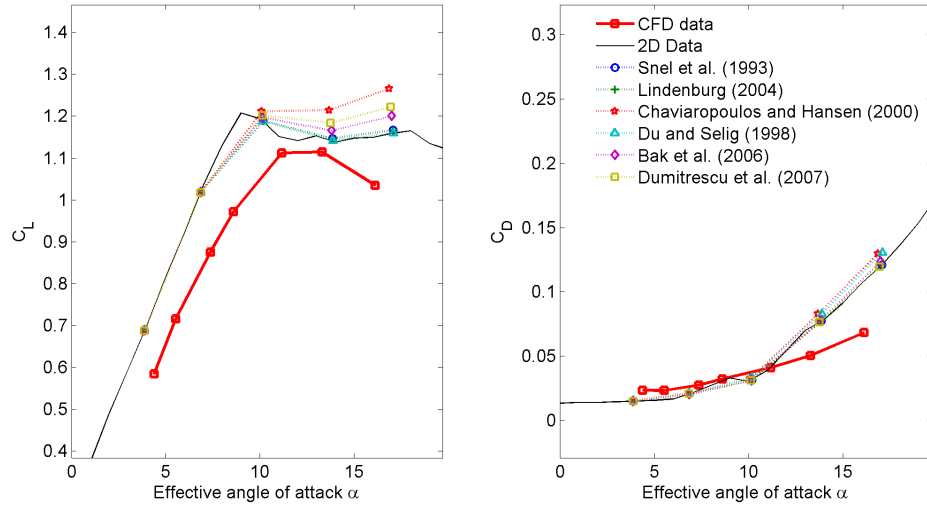 1.4
1.3
1.2
1.1
1
0.9
0.8
0.7
0.6
0.5
0.4
C_L
0 5 10 15
Effective angle of attack α
0.3
0.25
0.2
0.15
0.1
0.05
0
C_D
0 5 10 15
Effective angle of attack α
CFD data
2D Data
Snel et al. (1993)
Lindenburg (2004)
Chaviaropoulos and Hansen (2000)
Du and Selig (1998)
Bak et al. (2006)
Dumitrescu et al. (2007)